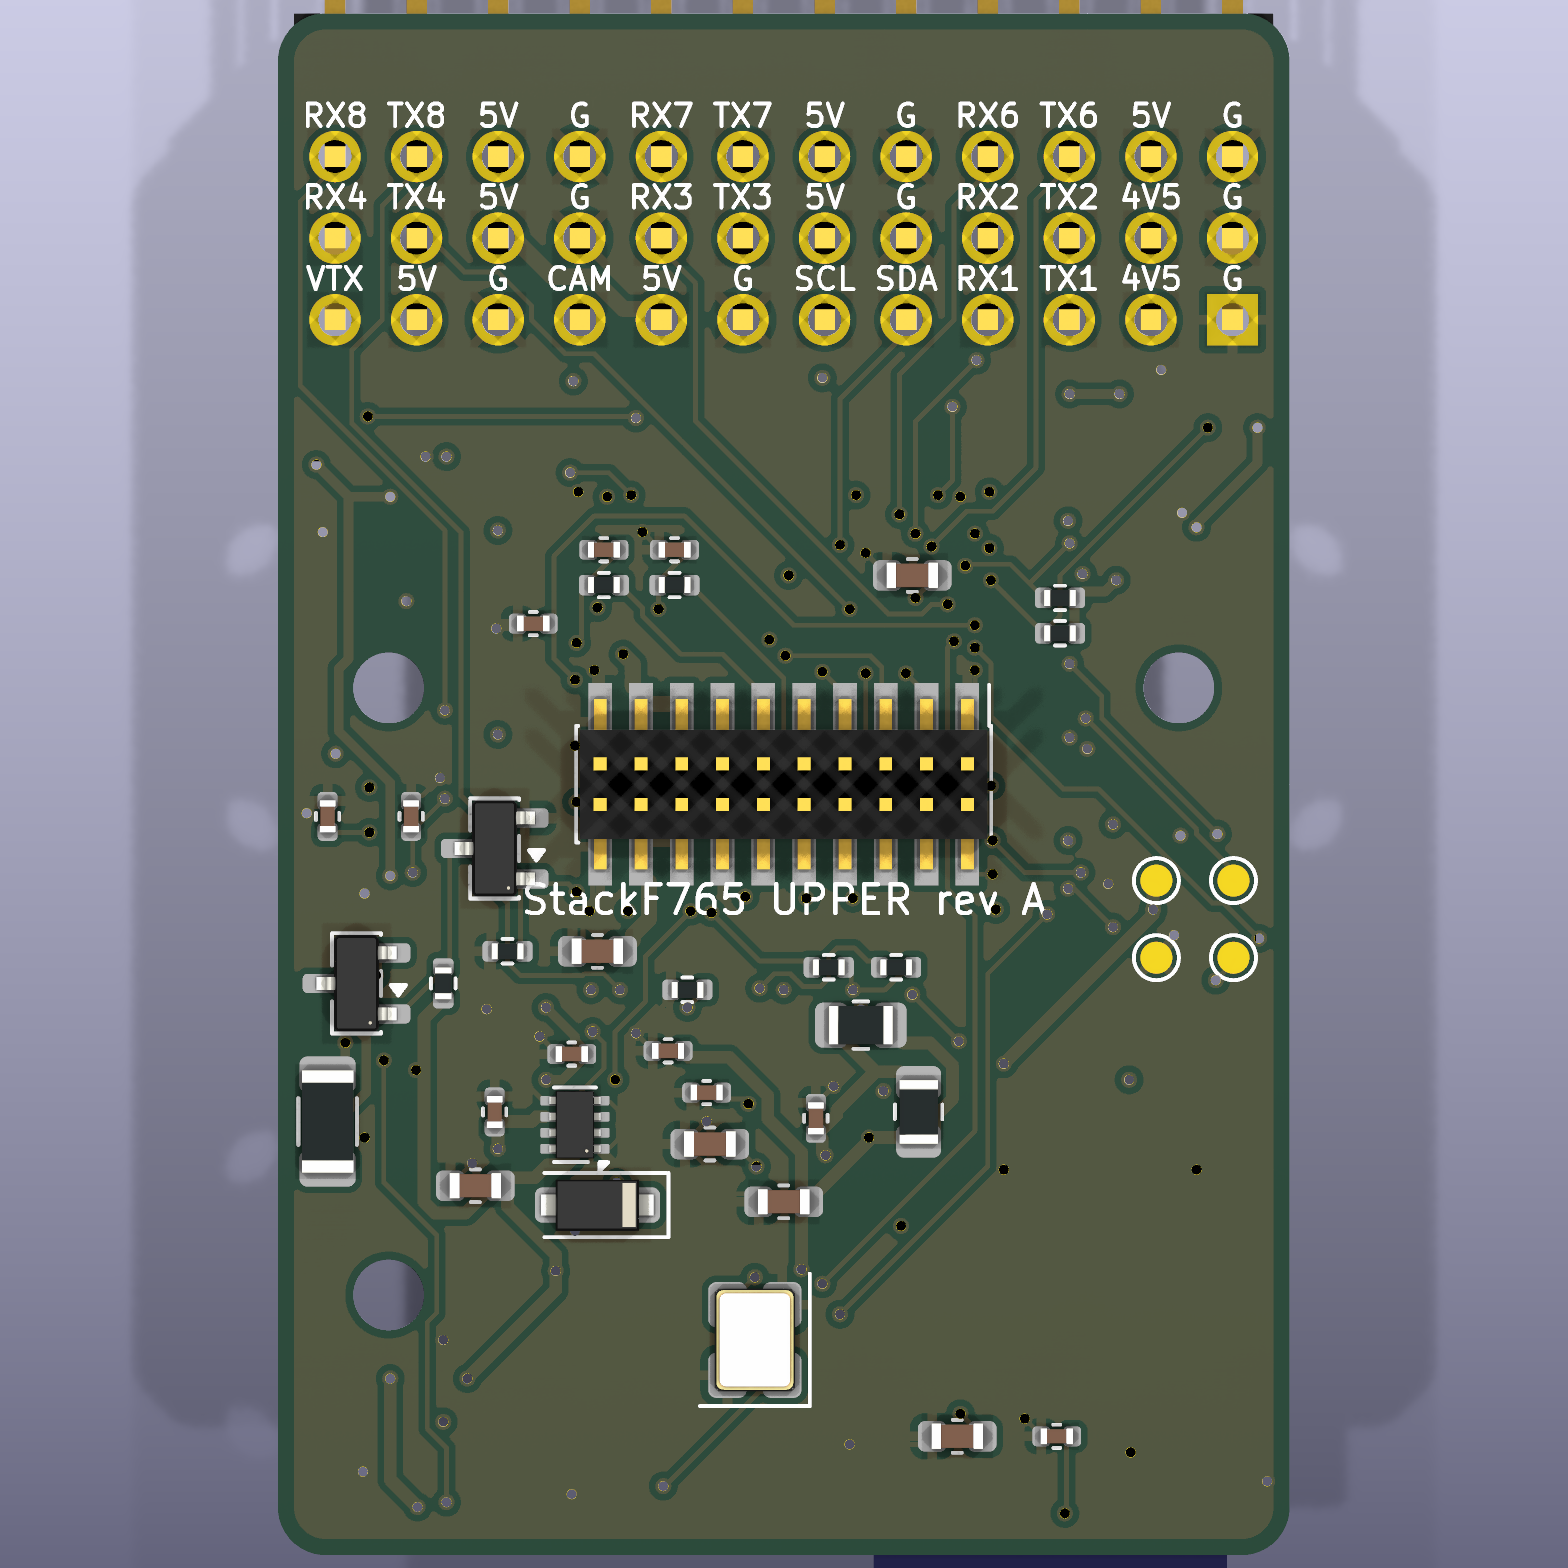 RX8 TX8 5V G RX7 TX7 5V G RX6 TX6 5V G
RX4 TX4 5V G RX3 TX3 5V G RX2 TX2 4V5 G
VTX 5V G CAM 5V G SCL SDA RX1 TX1 4V5 G
StackF765 UPPER rev A